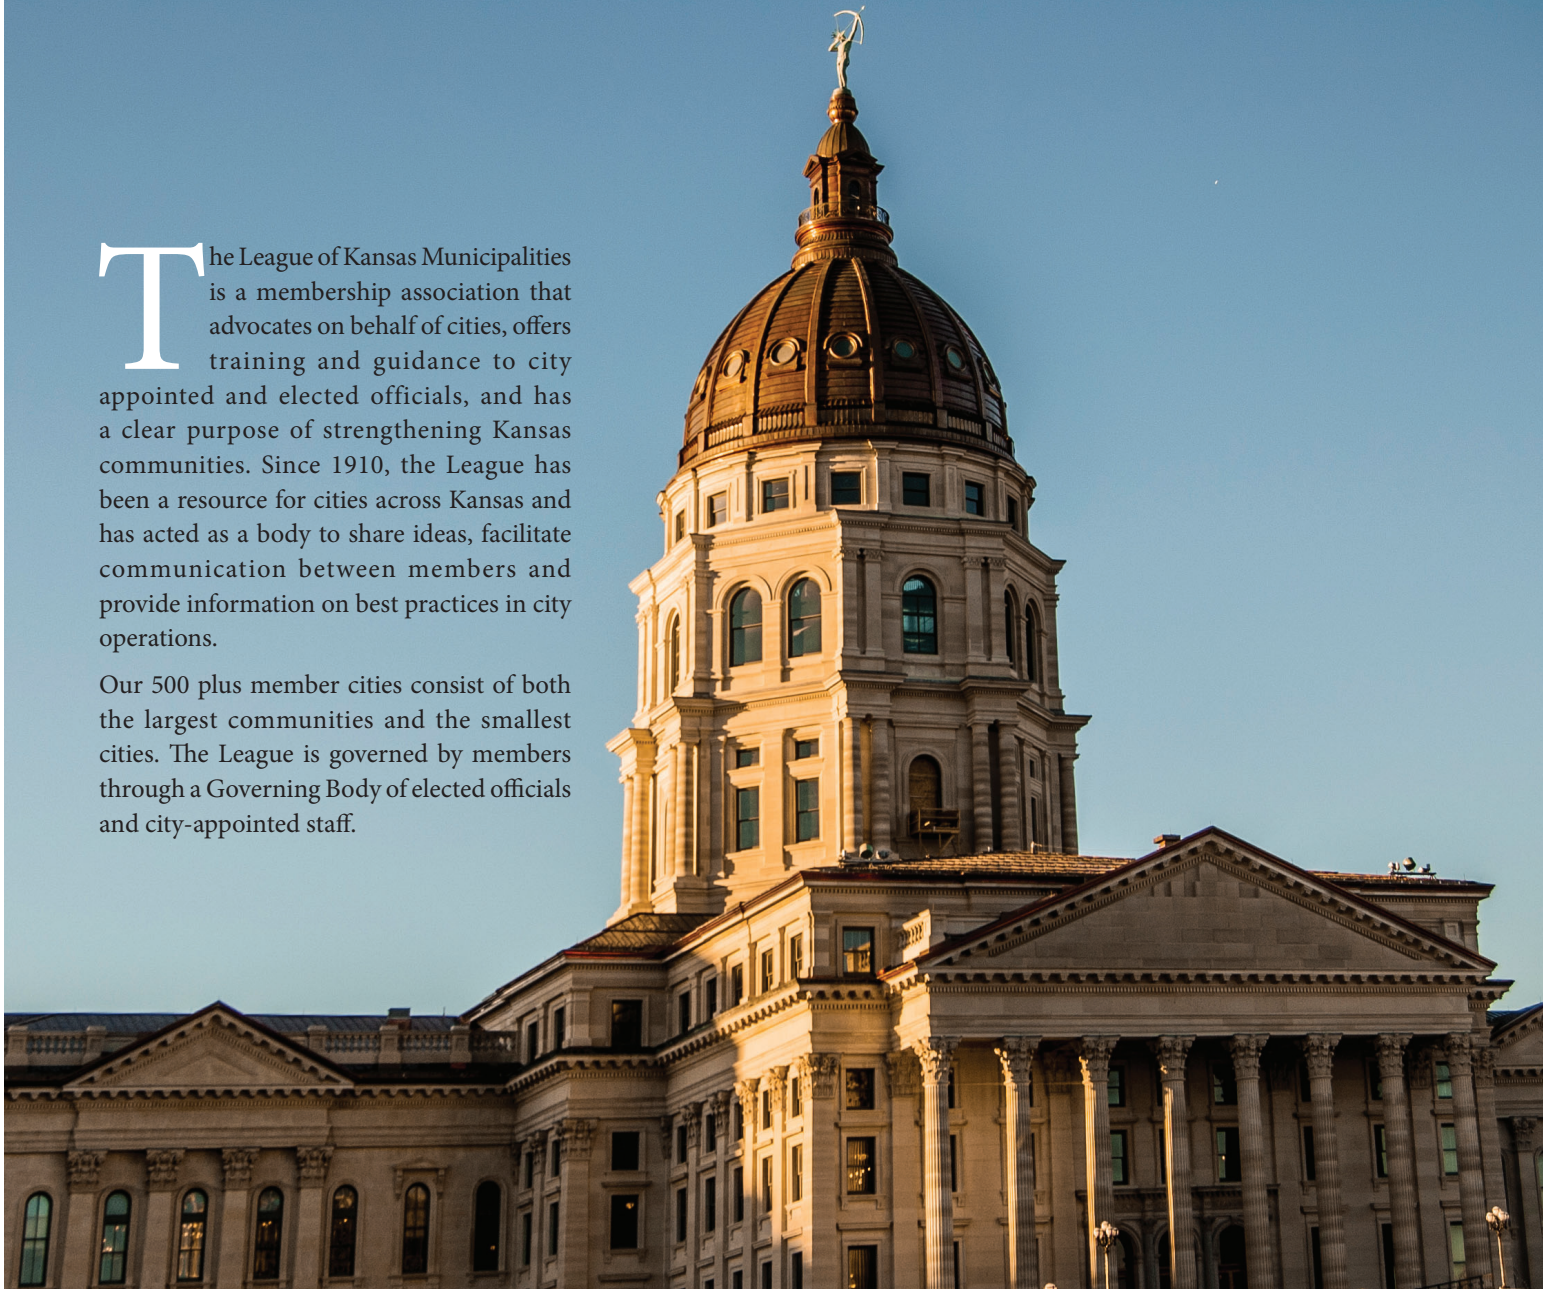 The League of Kansas Municipalities
is a membership association that
advocates on behalf of cities, offers
training and guidance to city
appointed and elected officials, and has
a clear purpose of strengthening Kansas
communities. Since 1910, the League has
been a resource for cities across Kansas and
has acted as a body to share ideas, facilitate
communication between members and
provide information on best practices in city
operations.
Our 500 plus member cities consist of both
the largest communities and the smallest
cities. The League is governed by members
through a Governing Body of elected officials
and city-appointed staff.